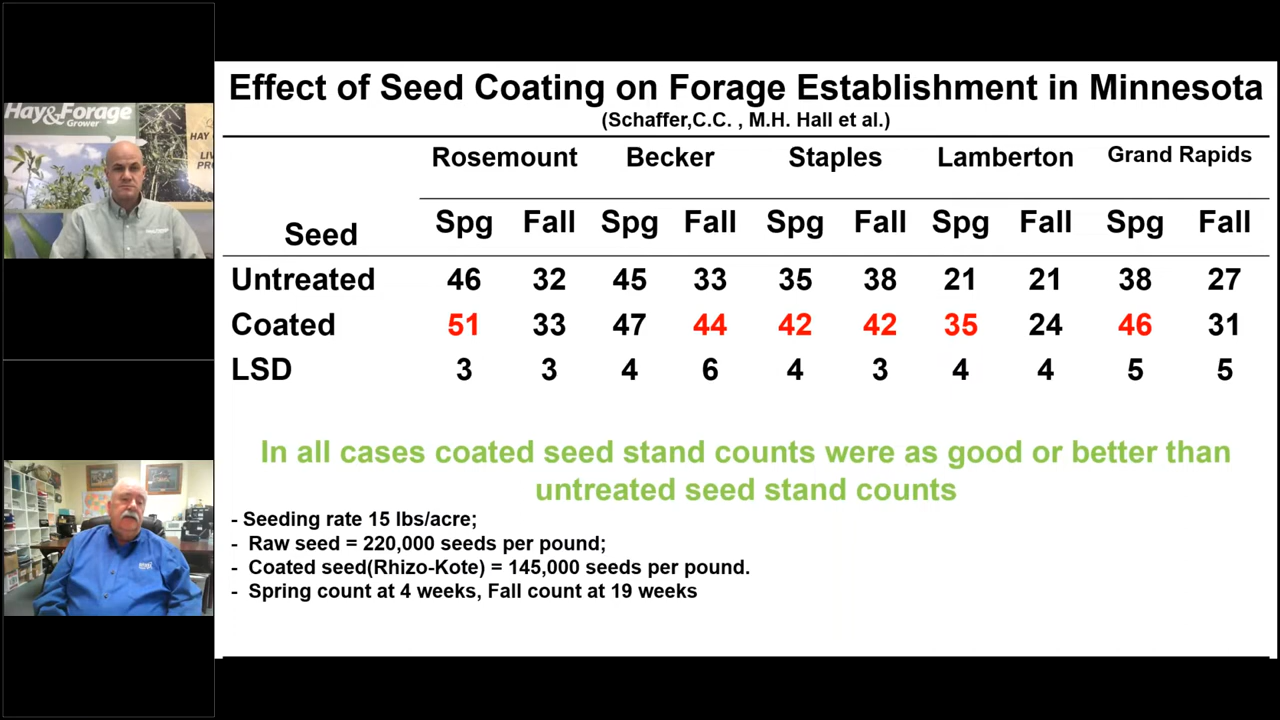 Hay&Forage
Grower
HAY
Effect of Seed Coating on Forage Establishment in Minnesota
(Schaffer,C.C. , M.H. Hall et al.)
Rosemount Becker Staples Lamberton Grand Rapids
Seed Spg Fall Spg Fall Spg Fall Spg Fall Spg Fall
Untreated 46 32 45 33 35 38 21 21 38 27
Coated 51 33 47 44 42 42 35 24 46 31
LSD 3 3 4 6 4 3 4 4 5 5
In all cases coated seed stand counts were as good or better than
untreated seed stand counts
- Seeding rate 15 lbs/acre;
- Raw seed = 220,000 seeds per pound;
- Coated seed(Rhizo-Kote) = 145,000 seeds per pound.
- Spring count at 4 weeks, Fall count at 19 weeks